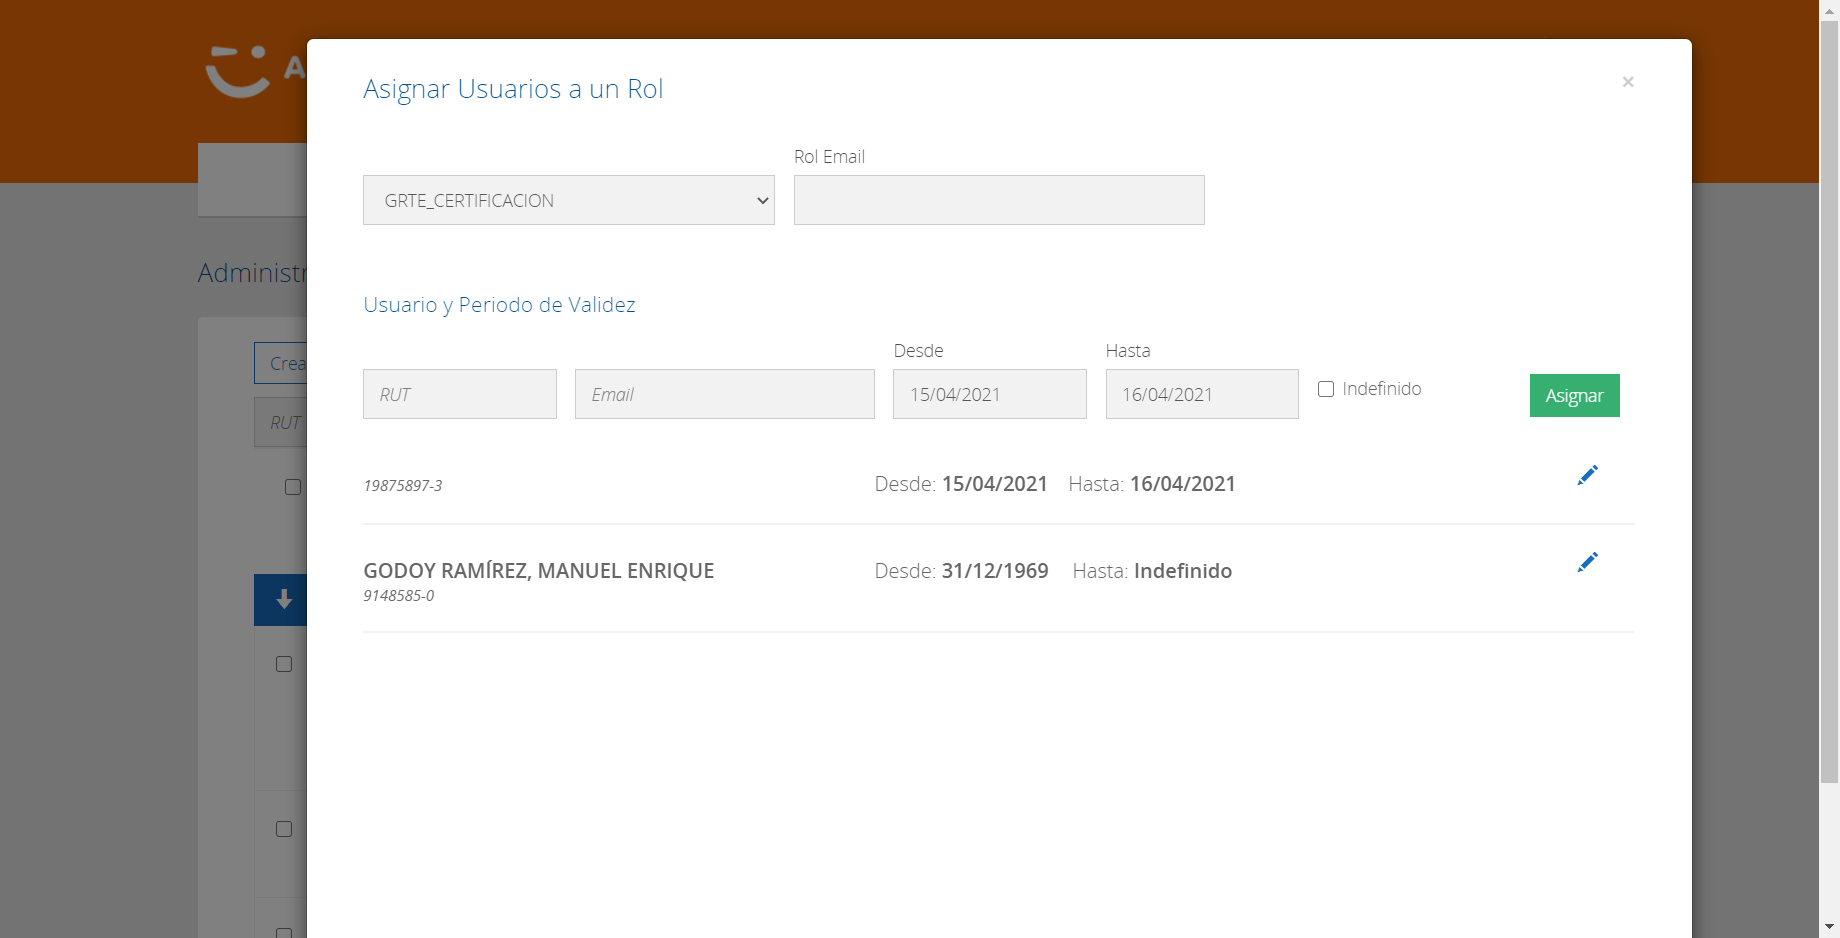 A
Asignar Usuarios a un Rol
×
Rol Email
GRTE_CERTIFICACION
Administr
Usuario y Periodo de Validez
Desde
Hasta
Crea
RUT
Email
15/04/2021
16/04/2021
Indefinido
Asignar
RUT
19875897-3
Desde: 15/04/2021 Hasta: 16/04/2021
GODOY RAMÍREZ, MANUEL ENRIQUE
Desde: 31/12/1969 Hasta: Indefinido
9148585-0